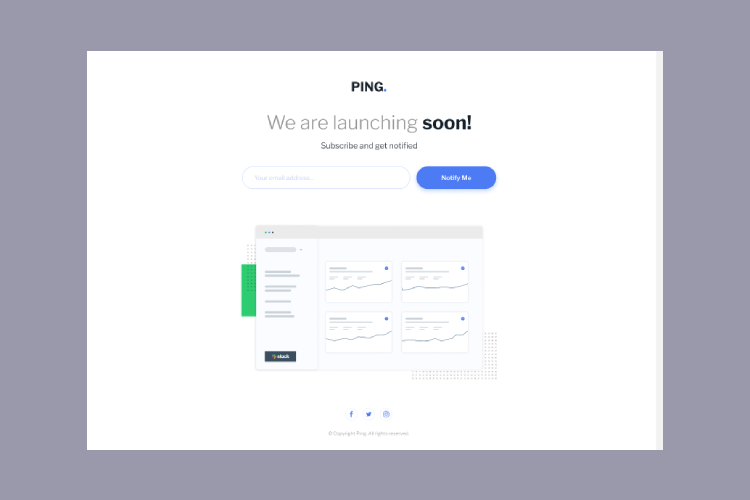 PING.
We are launching soon!
Subscribe and get notified
Your email address...
Notify Me
slack
© Copyright Ping. All rights reserved.